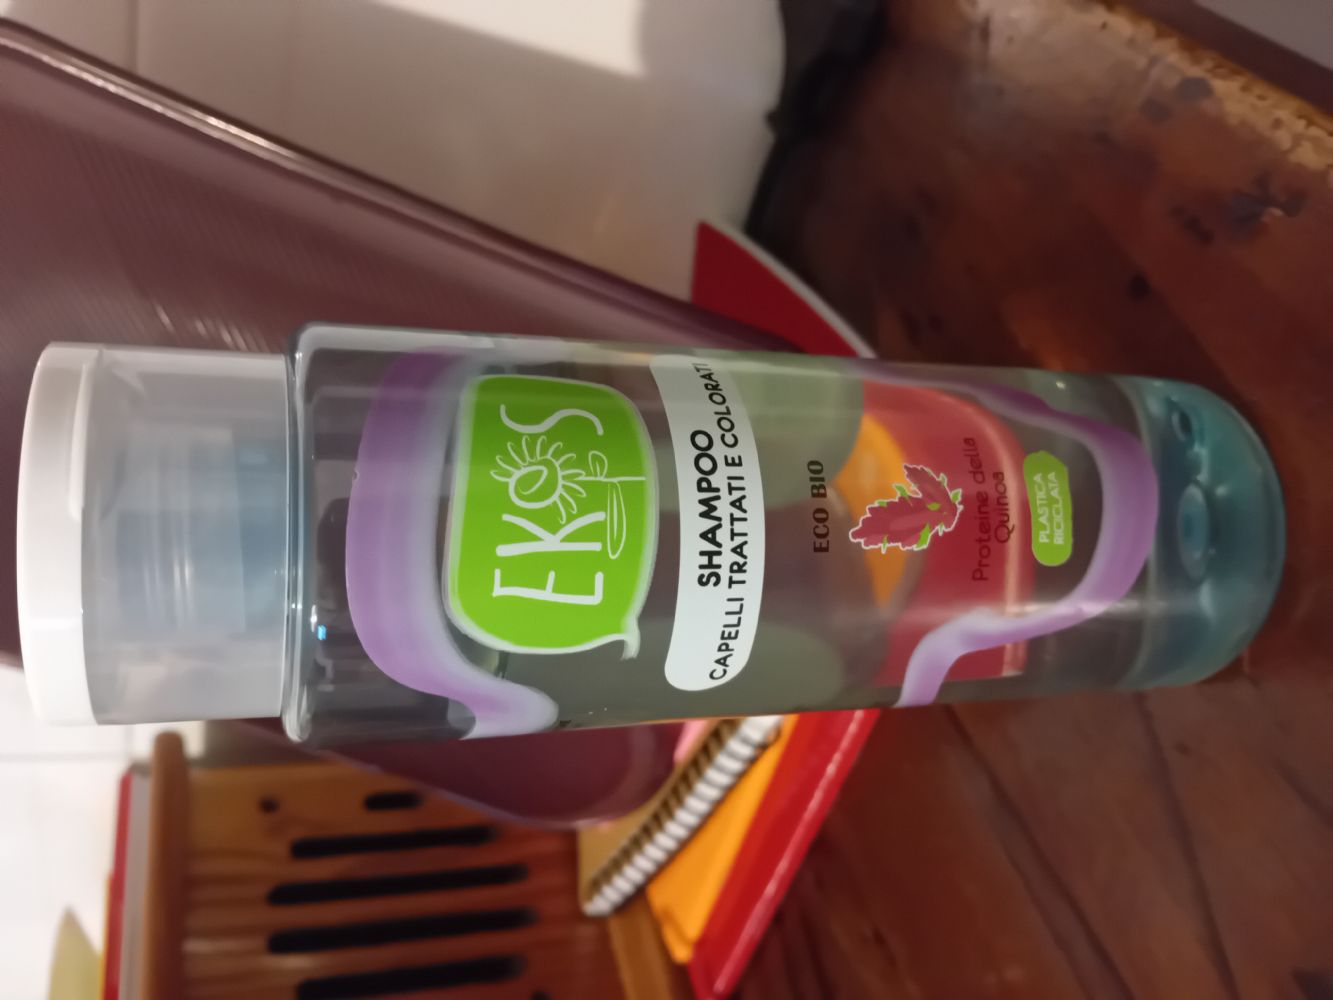 EKOS
SHAMPOO
CAPELLI TRATTATI E COLORATI
ECO BIO
Proteine della
Quinoa
PLASTICA
RICICLATA